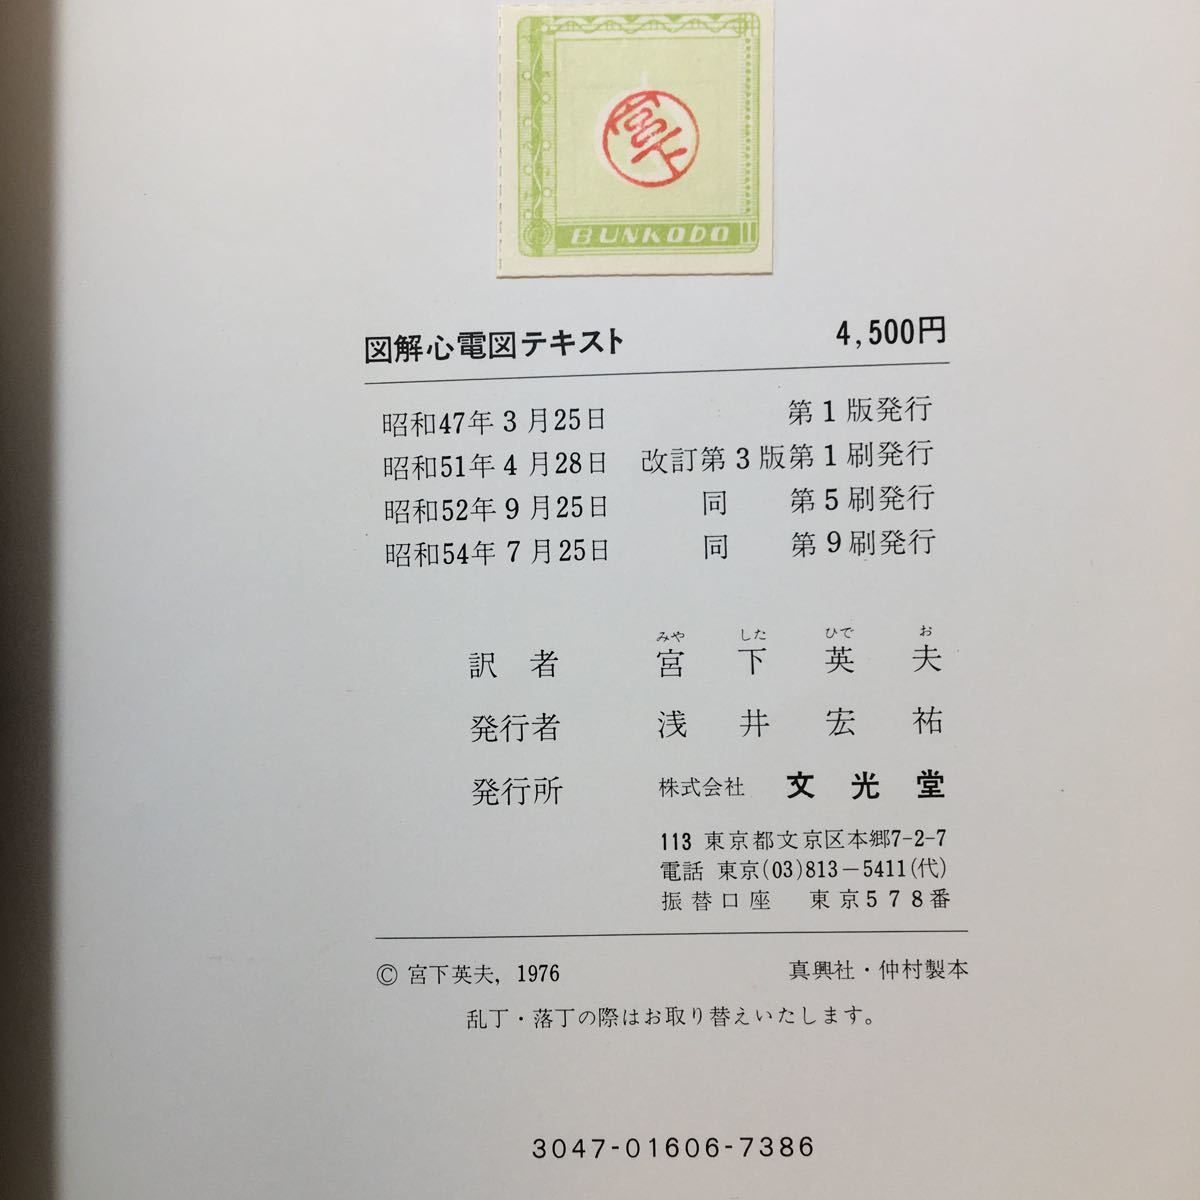 宮下
BUNKODO
図解心電図テキスト 4,500円
昭和47年3月25日 第1版発行
昭和51年4月28日 改訂第3版第1刷発行
昭和52年9月25日 同 第5刷発行
昭和54年7月25日 同 第9刷発行
みや した ひで お
訳者 宮下英夫
発行者 浅井宏祐
発行所 株式会社 文光堂
113 東京都文京区本郷7-2-7
電話 東京(03)813-5411(代)
振替口座 東京578番
© 宮下英夫, 1976 真興社・仲村製本
乱丁・落丁の際はお取り替えいたします。
3047-01606-7386